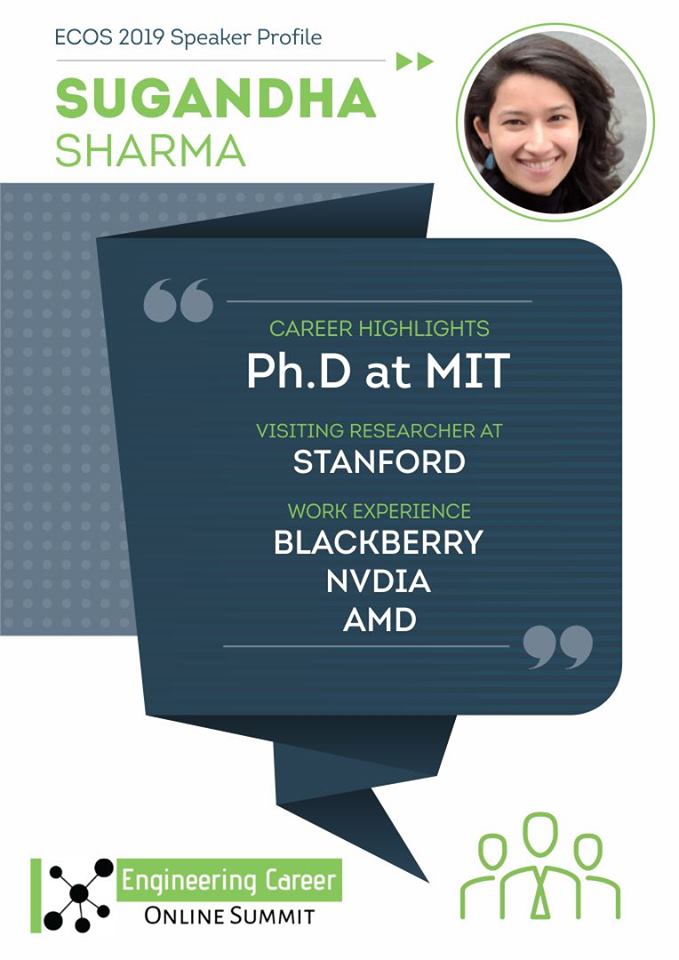 ECOS 2019 Speaker Profile
SUGANDHA
SHARMA
CAREER HIGHLIGHTS
Ph.D at MIT
VISITING RESEARCHER AT
STANFORD
WORK EXPERIENCE
BLACKBERRY
NVDIA
AMD
Engineering Career
ONLINE SUMMIT